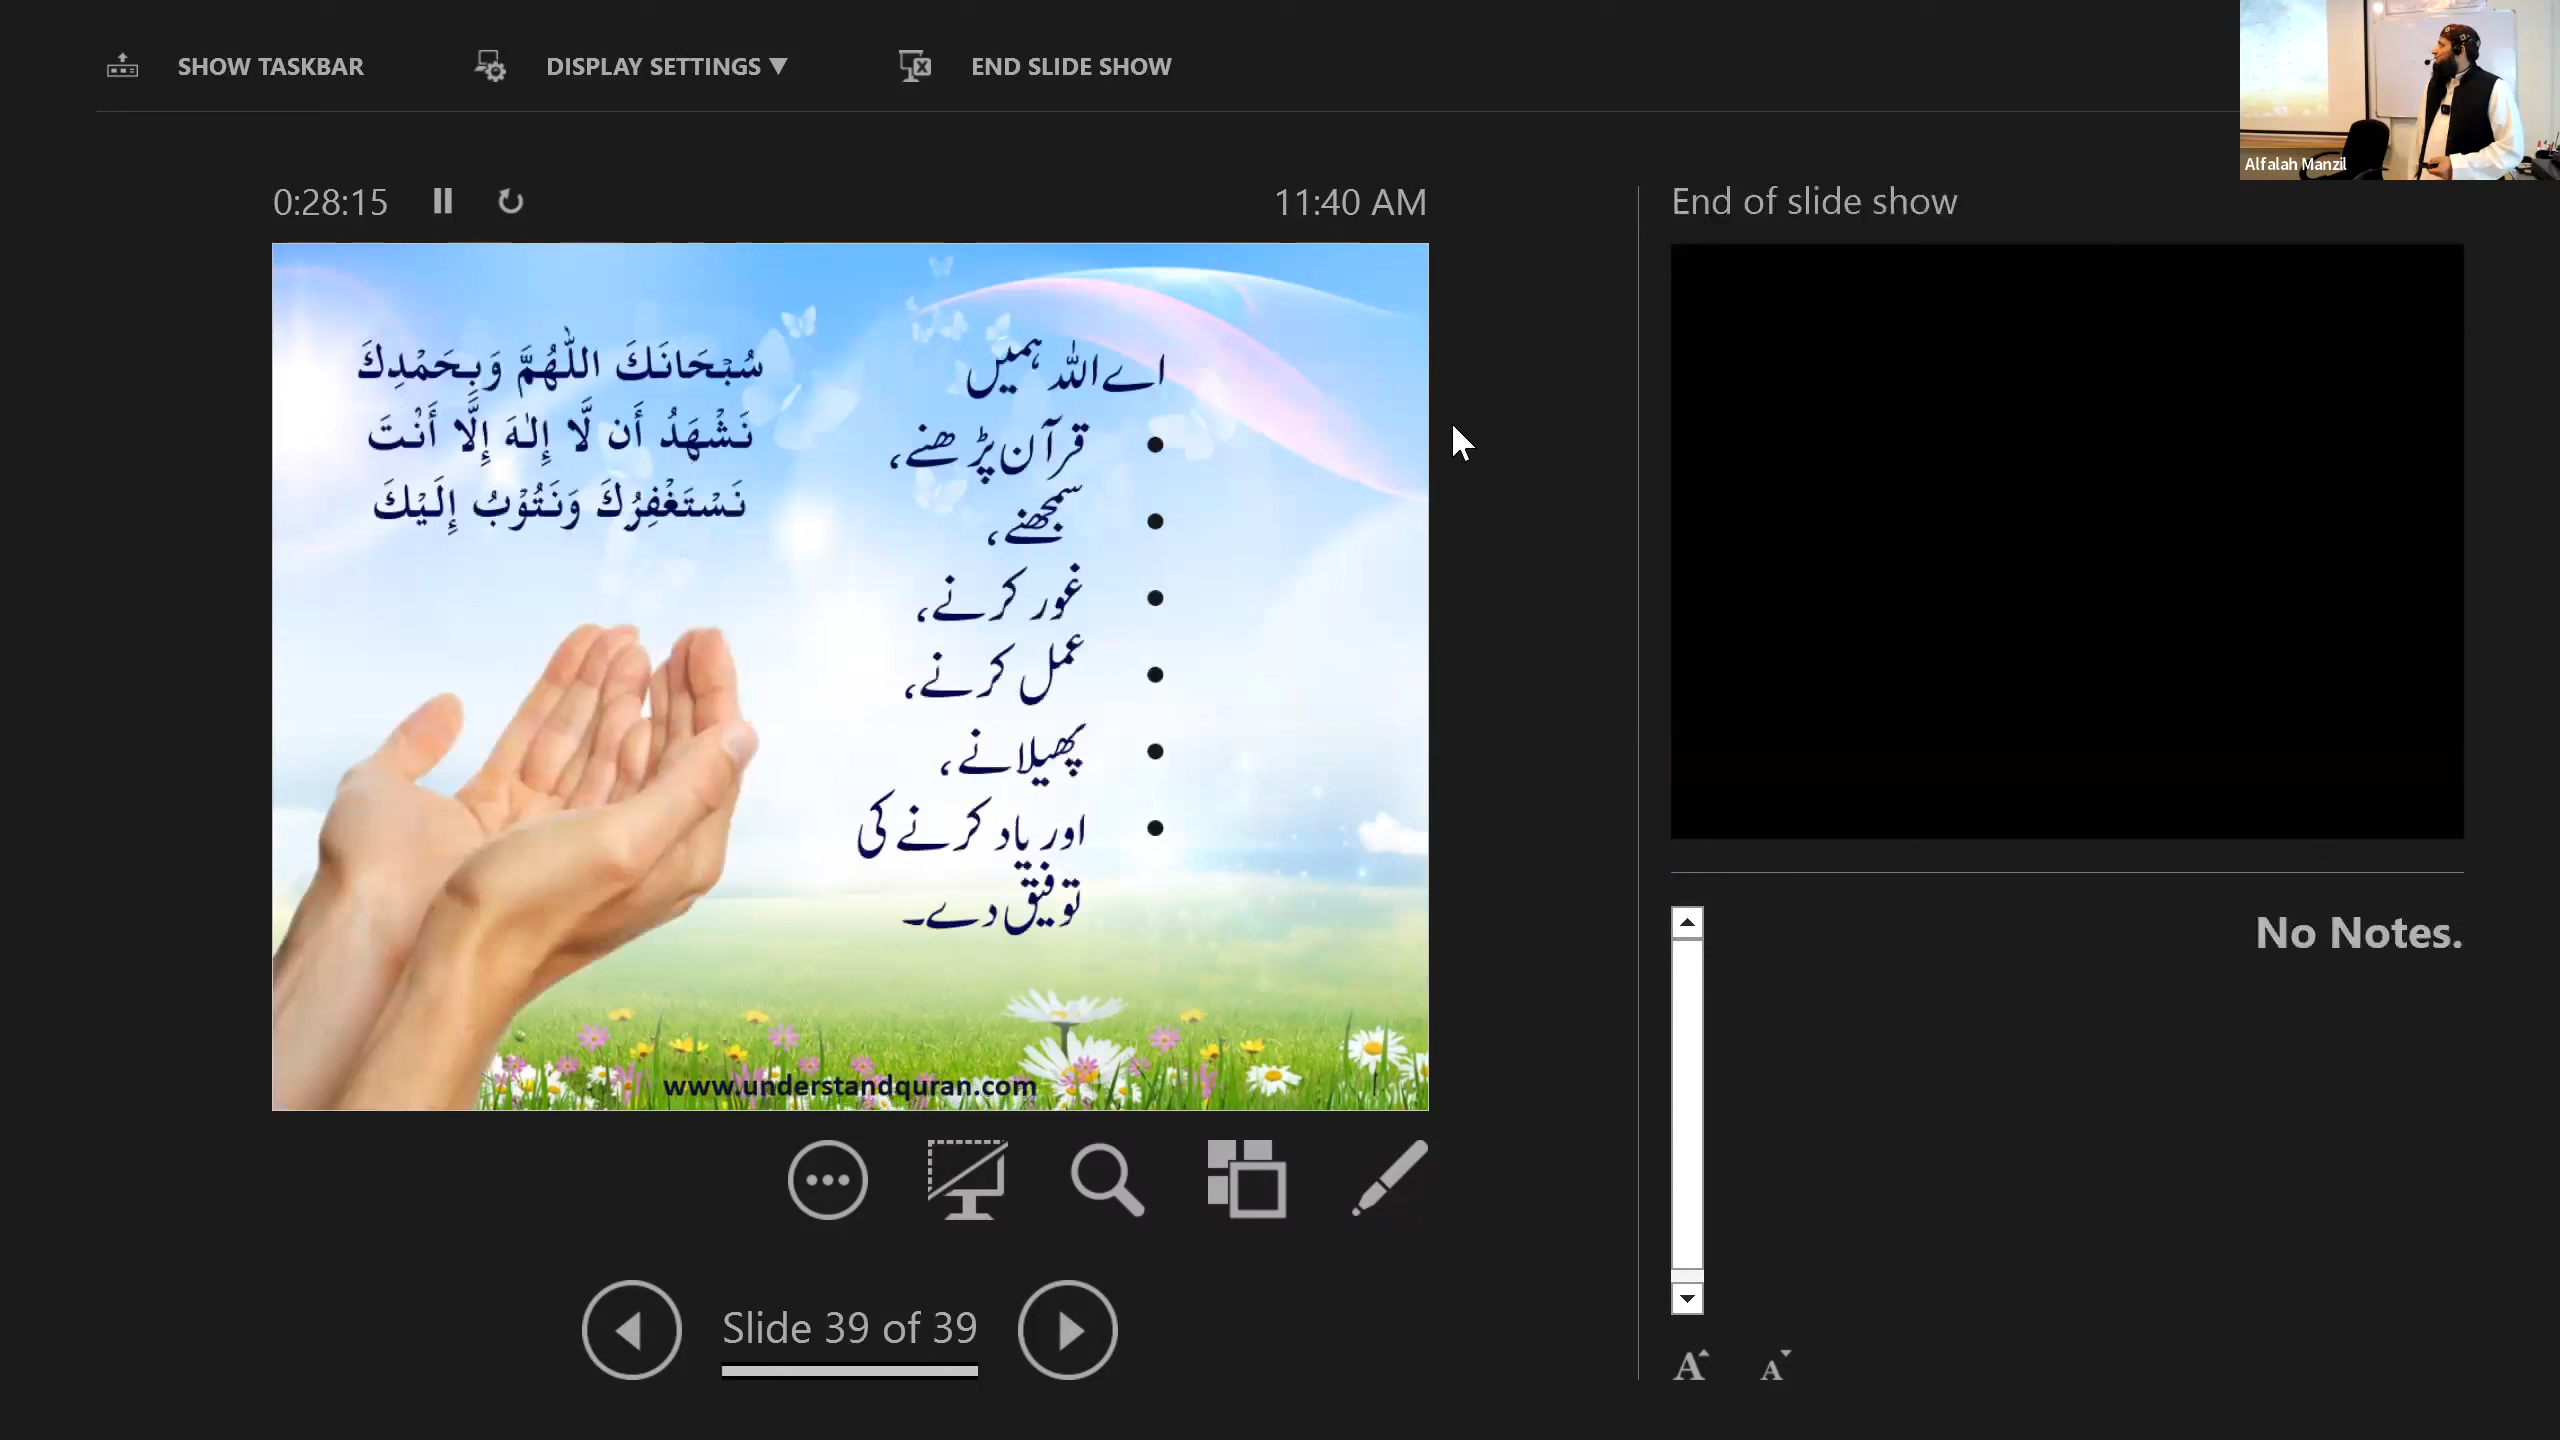 SHOW TASKBAR
DISPLAY SETTINGS ▼
END SLIDE SHOW
Alfalah Manzil
0:28:15
11:40 AM
End of slide show
سُبْحَانَكَ اللّٰهُمَّ وَبِحَمْدِكَ
نَشْهَدُ أَن لَّا إِلٰهَ إِلَّا أَنْتَ
نَسْتَغْفِرُكَ وَنَتُوْبُ إِلَيْكَ
اے اللہ ہمیں
• قرآن پڑھنے،
• سمجھنے،
• غور کرنے،
• عمل کرنے،
• پھیلانے،
• اور یاد کرنے کی
توفیق دے۔
www.understandquran.com
No Notes.
Slide 39 of 39
A A